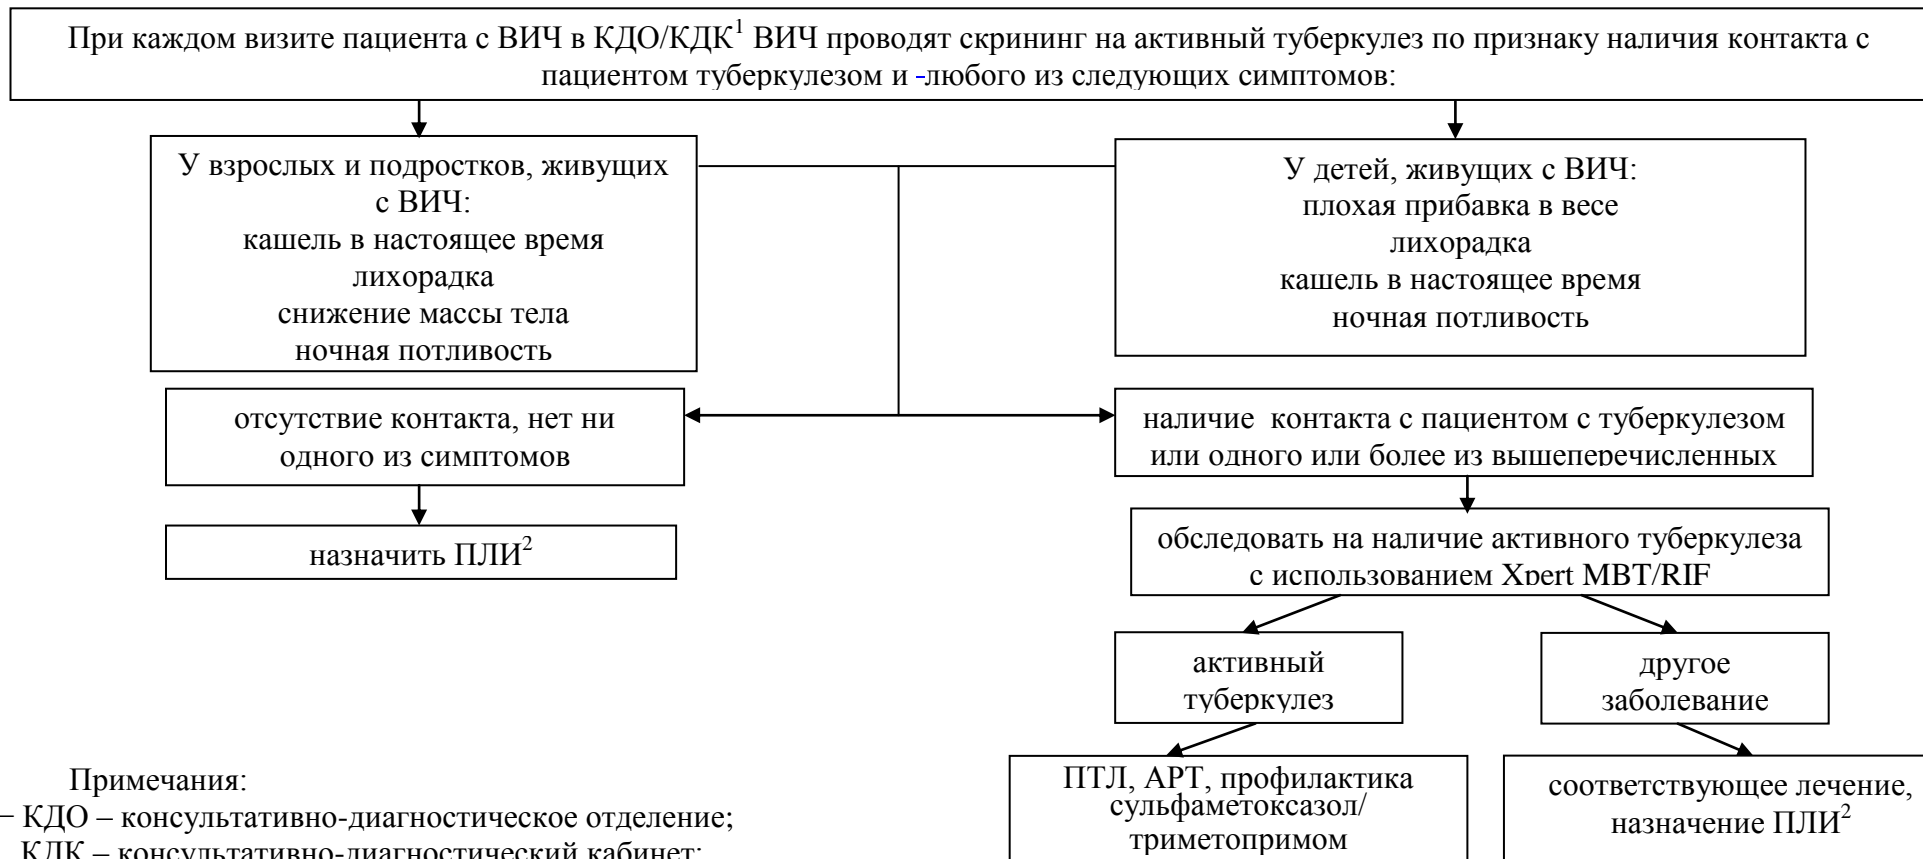 При каждом визите пациента с ВИЧ в КДО/КДК¹ ВИЧ проводят скрининг на активный туберкулез по признаку наличия контакта с
пациентом туберкулезом и -любого из следующих симптомов:
У взрослых и подростков, живущих
с ВИЧ:
кашель в настоящее время
лихорадка
снижение массы тела
ночная потливость
У детей, живущих с ВИЧ:
плохая прибавка в весе
лихорадка
кашель в настоящее время
ночная потливость
отсутствие контакта, нет ни
одного из симптомов
наличие контакта с пациентом с туберкулезом
или одного или более из вышеперечисленных
назначить ПЛИ²
обследовать на наличие активного туберкулеза
с использованием Xpert MBT/RIF
активный
туберкулез
другое
заболевание
ПТЛ, АРТ, профилактика
сульфаметоксазол/
триметопримом
соответствующее лечение,
назначение ПЛИ²
Примечания:
– КДО – консультативно-диагностическое отделение;
КДК – консультативно-диагностический кабинет;